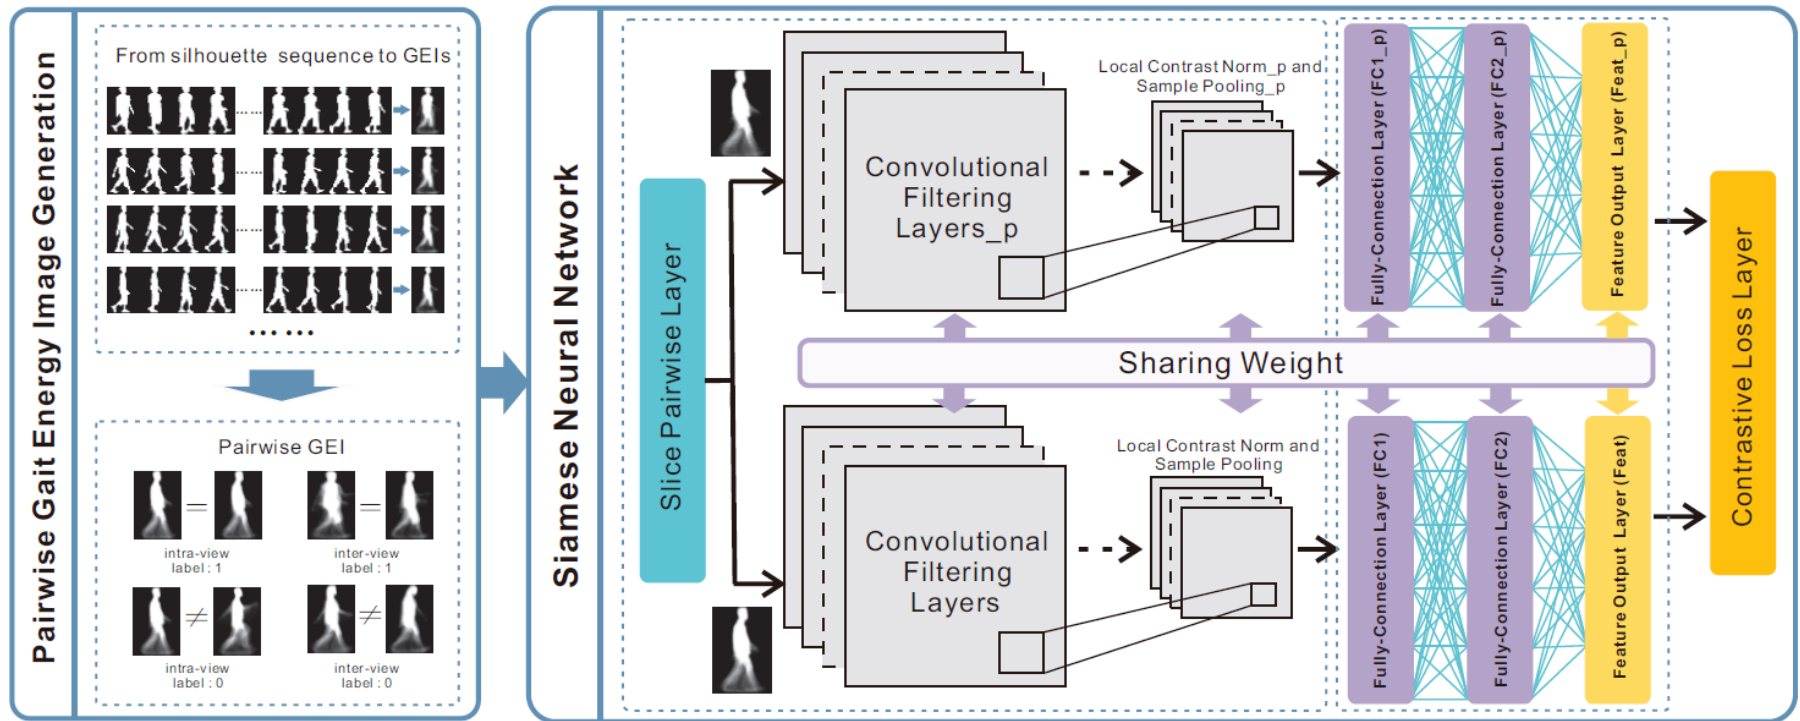 Pairwise Gait Energy Image Generation
From silhouette sequence to GEIs
... ...
... ...
... ...
... ...
... ...
Pairwise GEI
=
=
intra-view
label : 1
inter-view
label : 1
≠
≠
intra-view
label : 0
inter-view
label : 0
Siamese Neural Network
Slice Pairwise Layer
Convolutional
Filtering
Layers_p
Local Contrast Norm_p and
Sample Pooling_p
Fully-Connection Layer (FC1_p)
Fully-Connection Layer (FC2_p)
Feature Output Layer (Feat_p)
Sharing Weight
Convolutional
Filtering
Layers
Local Contrast Norm and
Sample Pooling
Fully-Connection Layer (FC1)
Fully-Connection Layer (FC2)
Feature Output Layer (Feat)
Contrastive Loss Layer